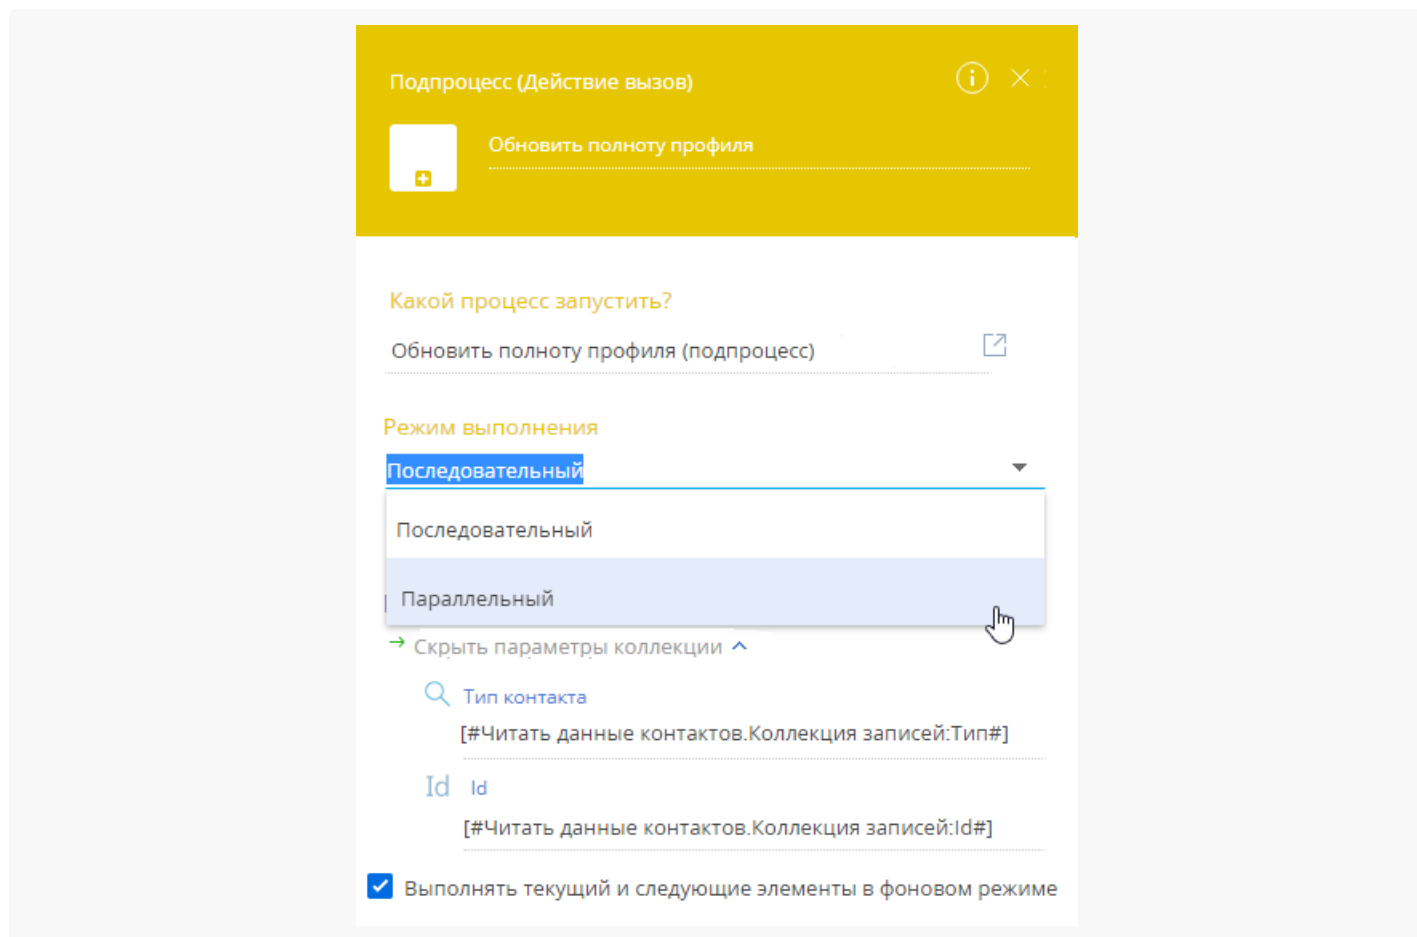 Подпроцесс (Действие вызов)
Обновить полноту профиля
Какой процесс запустить?
Обновить полноту профиля (подпроцесс)
Режим выполнения
Последовательный
Последовательный
Параллельный
Скрыть параметры коллекции
Тип контакта
[#Читать данные контактов.Коллекция записей:Тип#]
Id Id
[#Читать данные контактов.Коллекция записей:Id#]
Выполнять текущий и следующие элементы в фоновом режиме